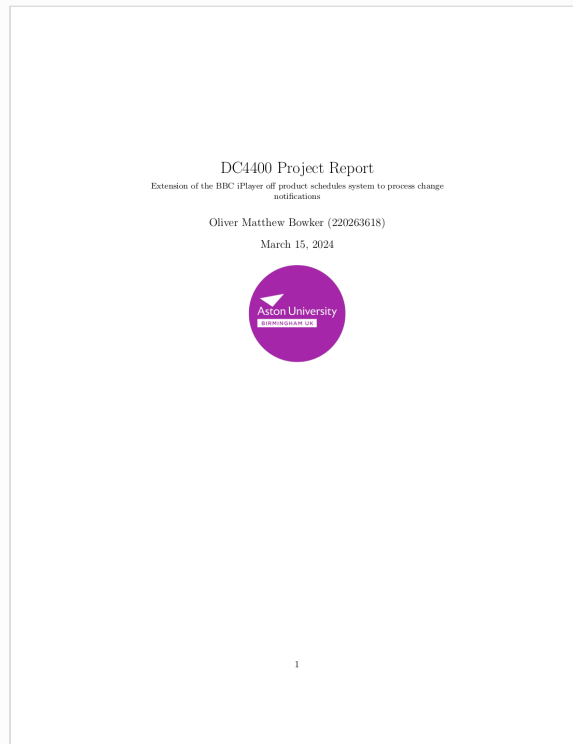 DC4400 Project Report
Extension of the BBC iPlayer off product schedules system to process change
notifications
Oliver Matthew Bowker (220263618)
March 15, 2024
Aston University
BIRMINGHAM UK
1